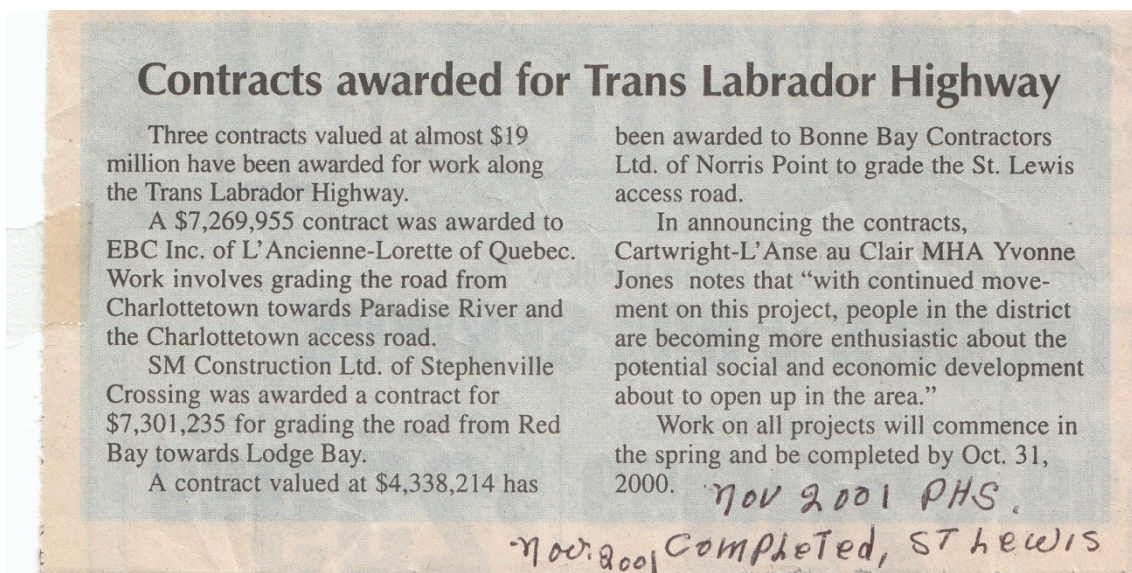 Contracts awarded for Trans Labrador Highway
Three contracts valued at almost $19
million have been awarded for work along
the Trans Labrador Highway.
A $7,269,955 contract was awarded to
EBC Inc. of L'Ancienne-Lorette of Quebec.
Work involves grading the road from
Charlottetown towards Paradise River and
the Charlottetown access road.
SM Construction Ltd. of Stephenville
Crossing was awarded a contract for
$7,301,235 for grading the road from Red
Bay towards Lodge Bay.
A contract valued at $4,338,214 has
been awarded to Bonne Bay Contractors
Ltd. of Norris Point to grade the St. Lewis
access road.
In announcing the contracts,
Cartwright-L'Anse au Clair MHA Yvonne
Jones notes that “with continued move-
ment on this project, people in the district
are becoming more enthusiastic about the
potential social and economic development
about to open up in the area.”
Work on all projects will commence in
the spring and be completed by Oct. 31,
2000.
Nov 2001 PHS.
Nov. 2001 Completed, ST Lewis